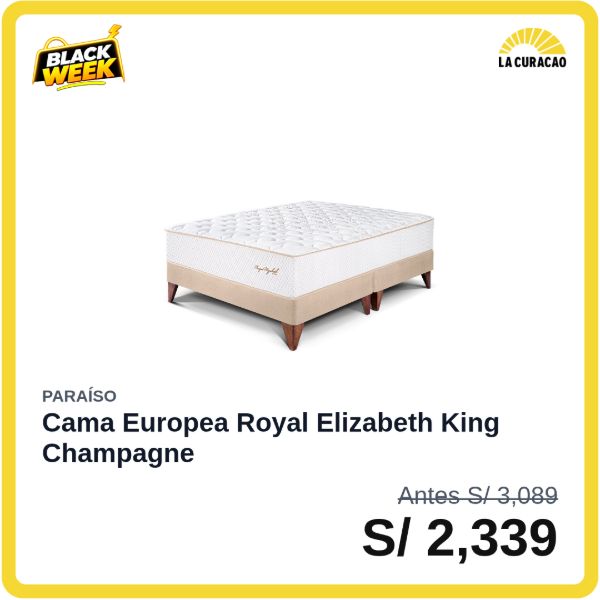 BLACK
WEEK
LA CURACAO
PARAÍSO
Cama Europea Royal Elizabeth King
Champagne
Antes S/ 3,089
S/ 2,339